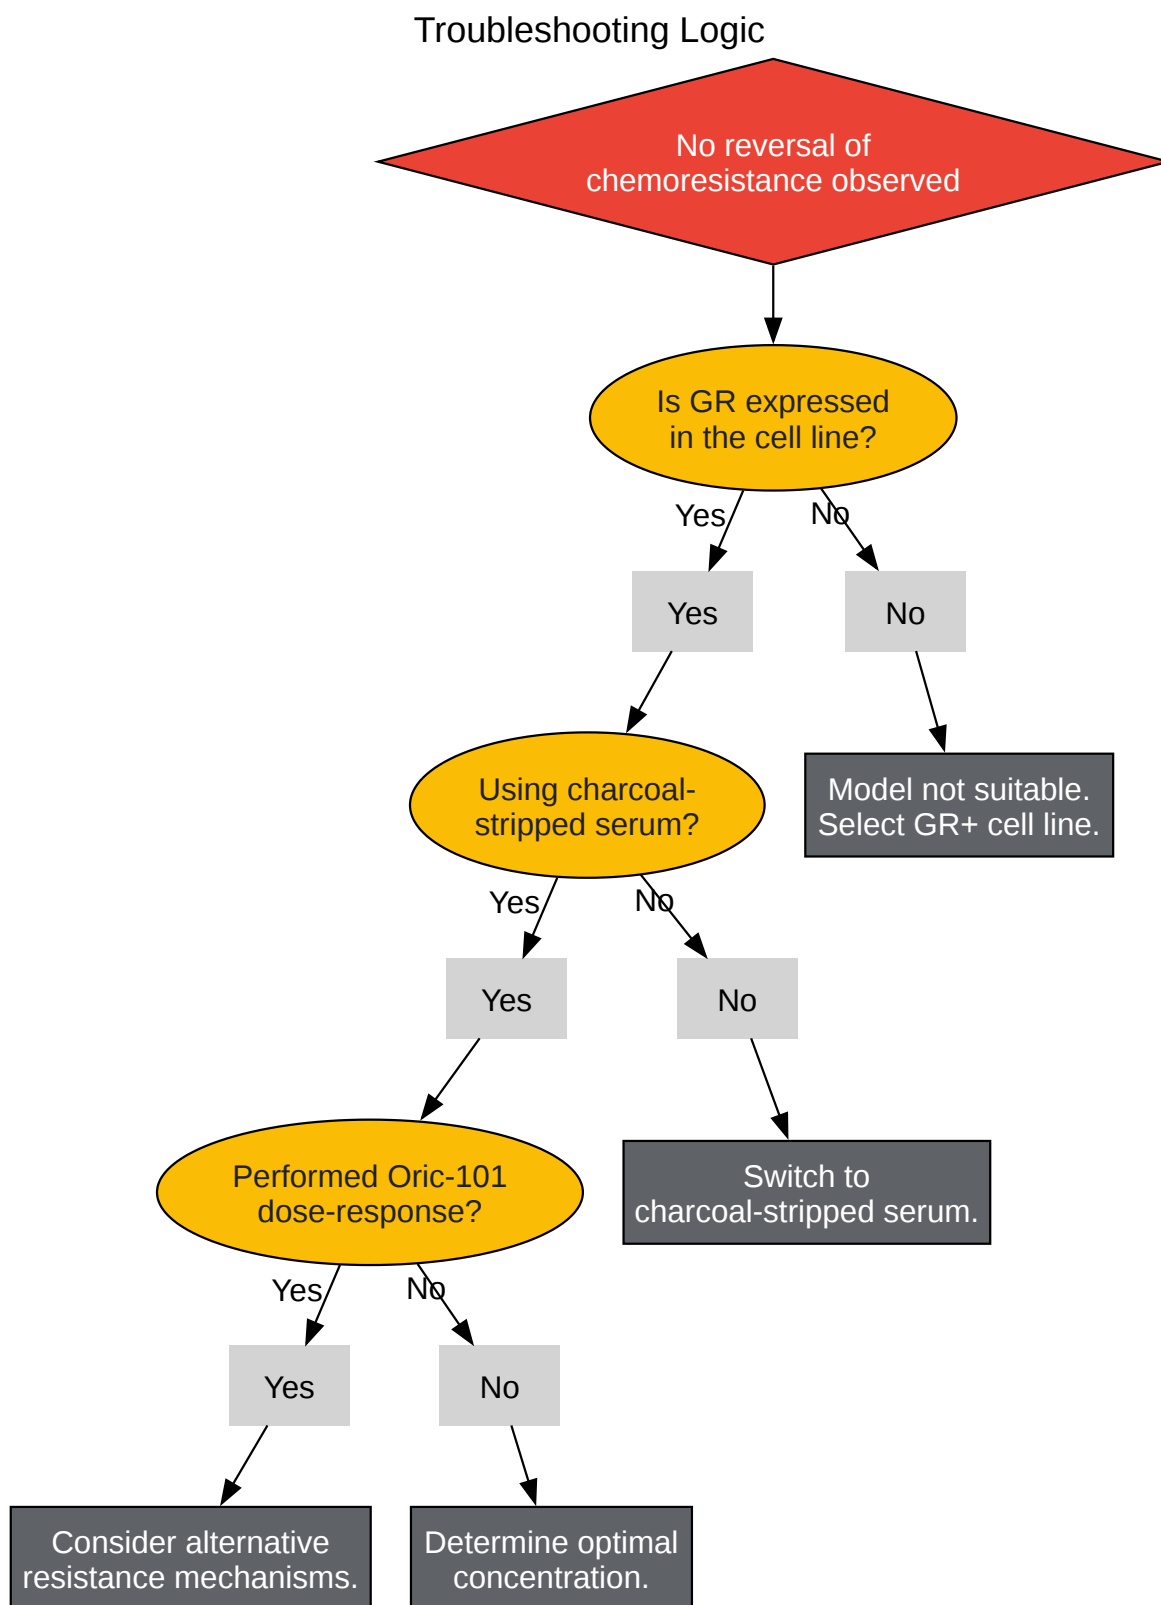 Troubleshooting Logic
No reversal of
chemoresistance observed
Is GR expressed
in the cell line?
Yes
No
Yes
No
Using charcoal-
stripped serum?
Model not suitable.
Select GR+ cell line.
Yes
No
Yes
No
Performed Oric-101
dose-response?
Switch to
charcoal-stripped serum.
Yes
No
Yes
No
Consider alternative
resistance mechanisms.
Determine optimal
concentration.